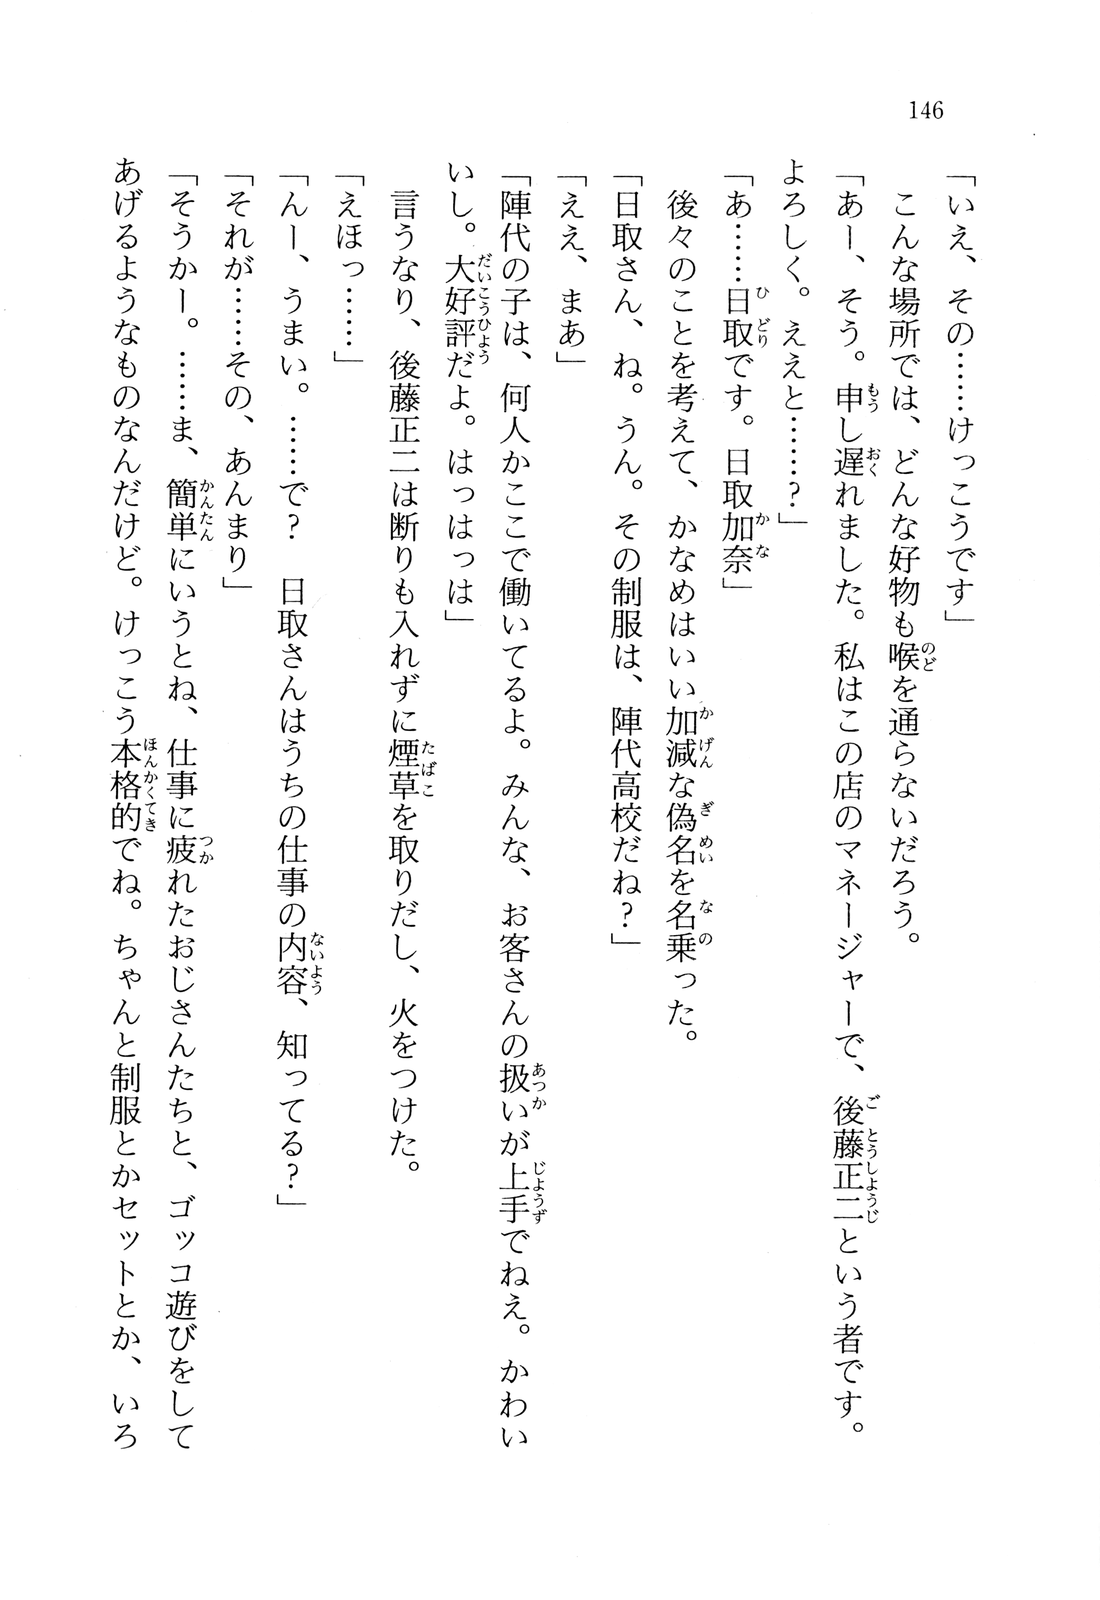 146
「いえ、その……けっこうです」
　こんな場所では、どんな好物も喉を通らないだろう。
「あー、そう。申し遅れました。私はこの店のマネージャーで、後藤正二という者です。
よろしく。ええと……？」
「あ……日取です。日取加奈」
　後々のことを考えて、かなめはいい加減な偽名を名乗った。
「日取さん、ね。うん。その制服は、陣代高校だね？」
「ええ、まあ」
「陣代の子は、何人かここで働いてるよ。みんな、お客さんの扱いが上手でねえ。かわい
いし。大好評だよ。はっはっは」
　言うなり、後藤正二は断りも入れずに煙草を取りだし、火をつけた。
「えほっ……」
「んー、うまい。……で？　日取さんはうちの仕事の内容、知ってる？」
「それが……その、あんまり」
「そうかー。……ま、簡単にいうとね、仕事に疲れたおじさんたちと、ゴッコ遊びをして
あげるようなものなんだけど。けっこう本格的でね。ちゃんと制服とかセットとか、いろ